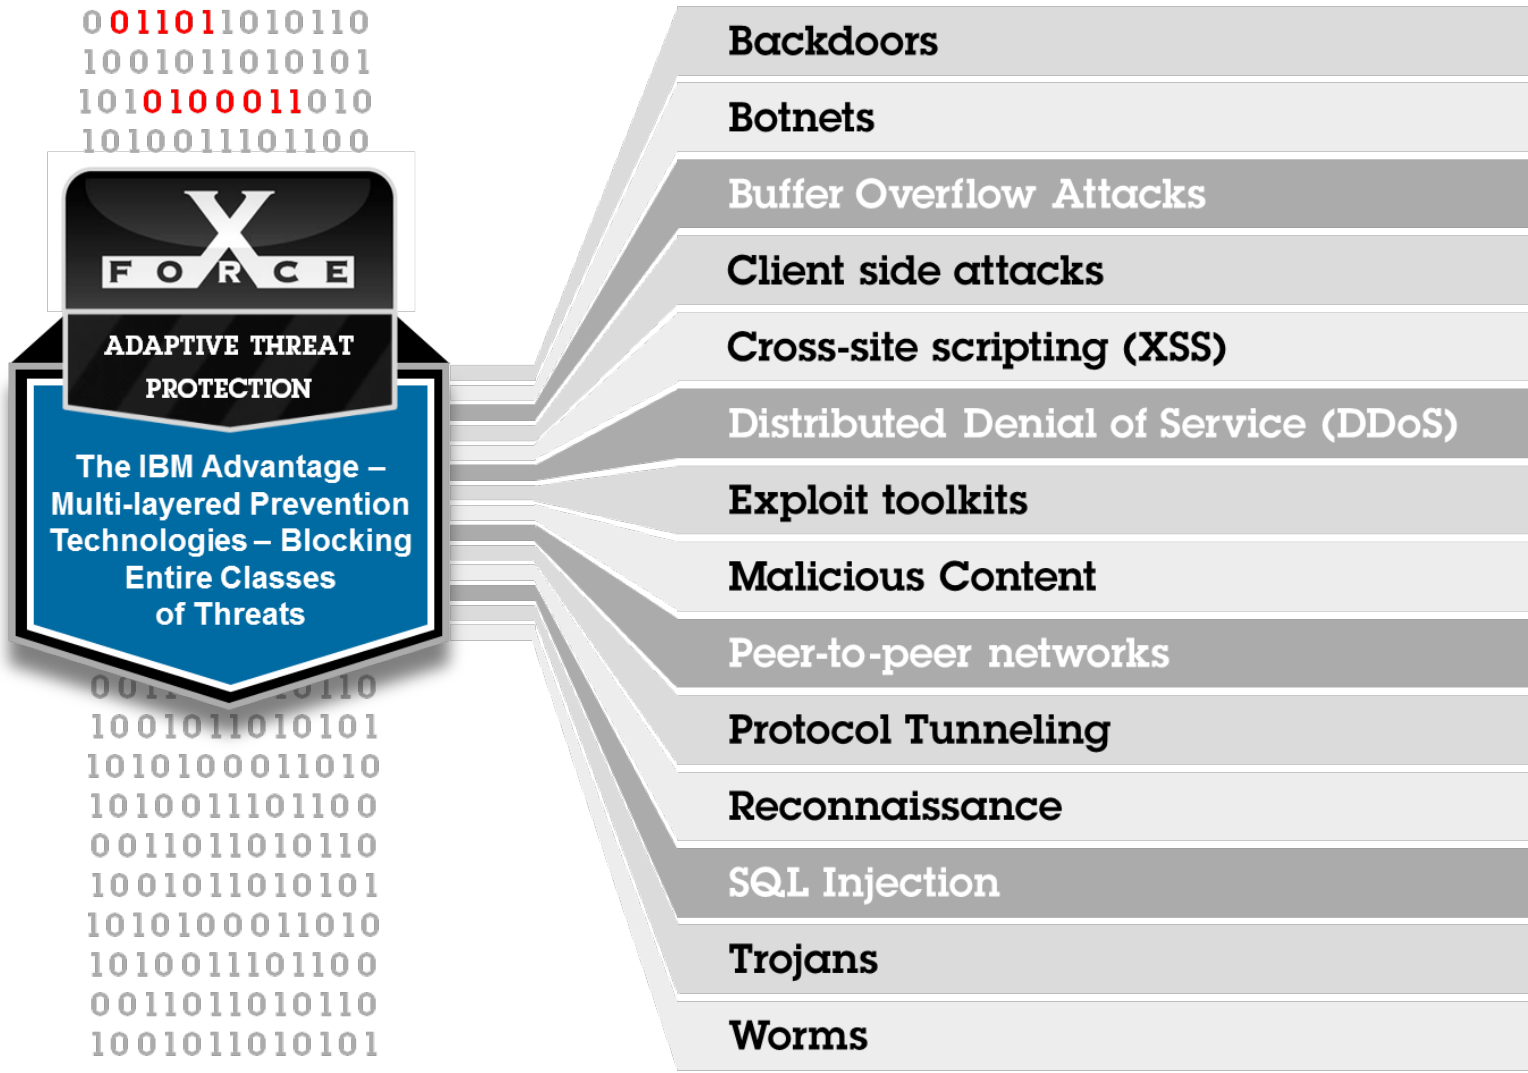 0011011010110
1001011010101
1010100011010
1010011101100
X
FORCE
ADAPTIVE THREAT
PROTECTION
The IBM Advantage –
Multi-layered Prevention
Technologies – Blocking
Entire Classes
of Threats
1001011010101
1010100011010
1010011101100
0011011010110
1001011010101
1010100011010
1010011101100
0011011010110
1001011010101
Backdoors
Botnets
Buffer Overflow Attacks
Client side attacks
Cross-site scripting (XSS)
Distributed Denial of Service (DDoS)
Exploit toolkits
Malicious Content
Peer-to-peer networks
Protocol Tunneling
Reconnaissance
SQL Injection
Trojans
Worms